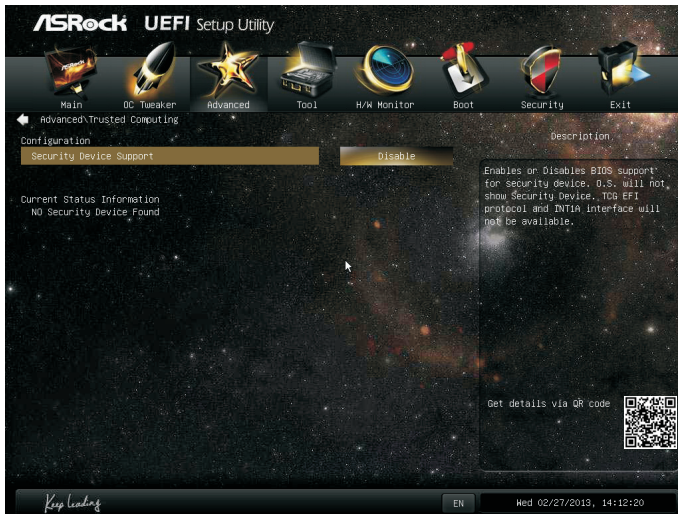 ASRock UEFI Setup Utility
Main OC Tweaker Advanced Tool H/W Monitor Boot Security Exit
Advanced\Trusted Computing
Configuration
Security Device Support Disable
Current Status Information
NO Security Device Found
Description
Enables or Disables BIOS support
for security device. O.S. will not
show Security Device. TCG EFI
protocol and INT1A interface will
not be available.
Get details via QR code
Keep Leading
EN
Wed 02/27/2013, 14:12:20